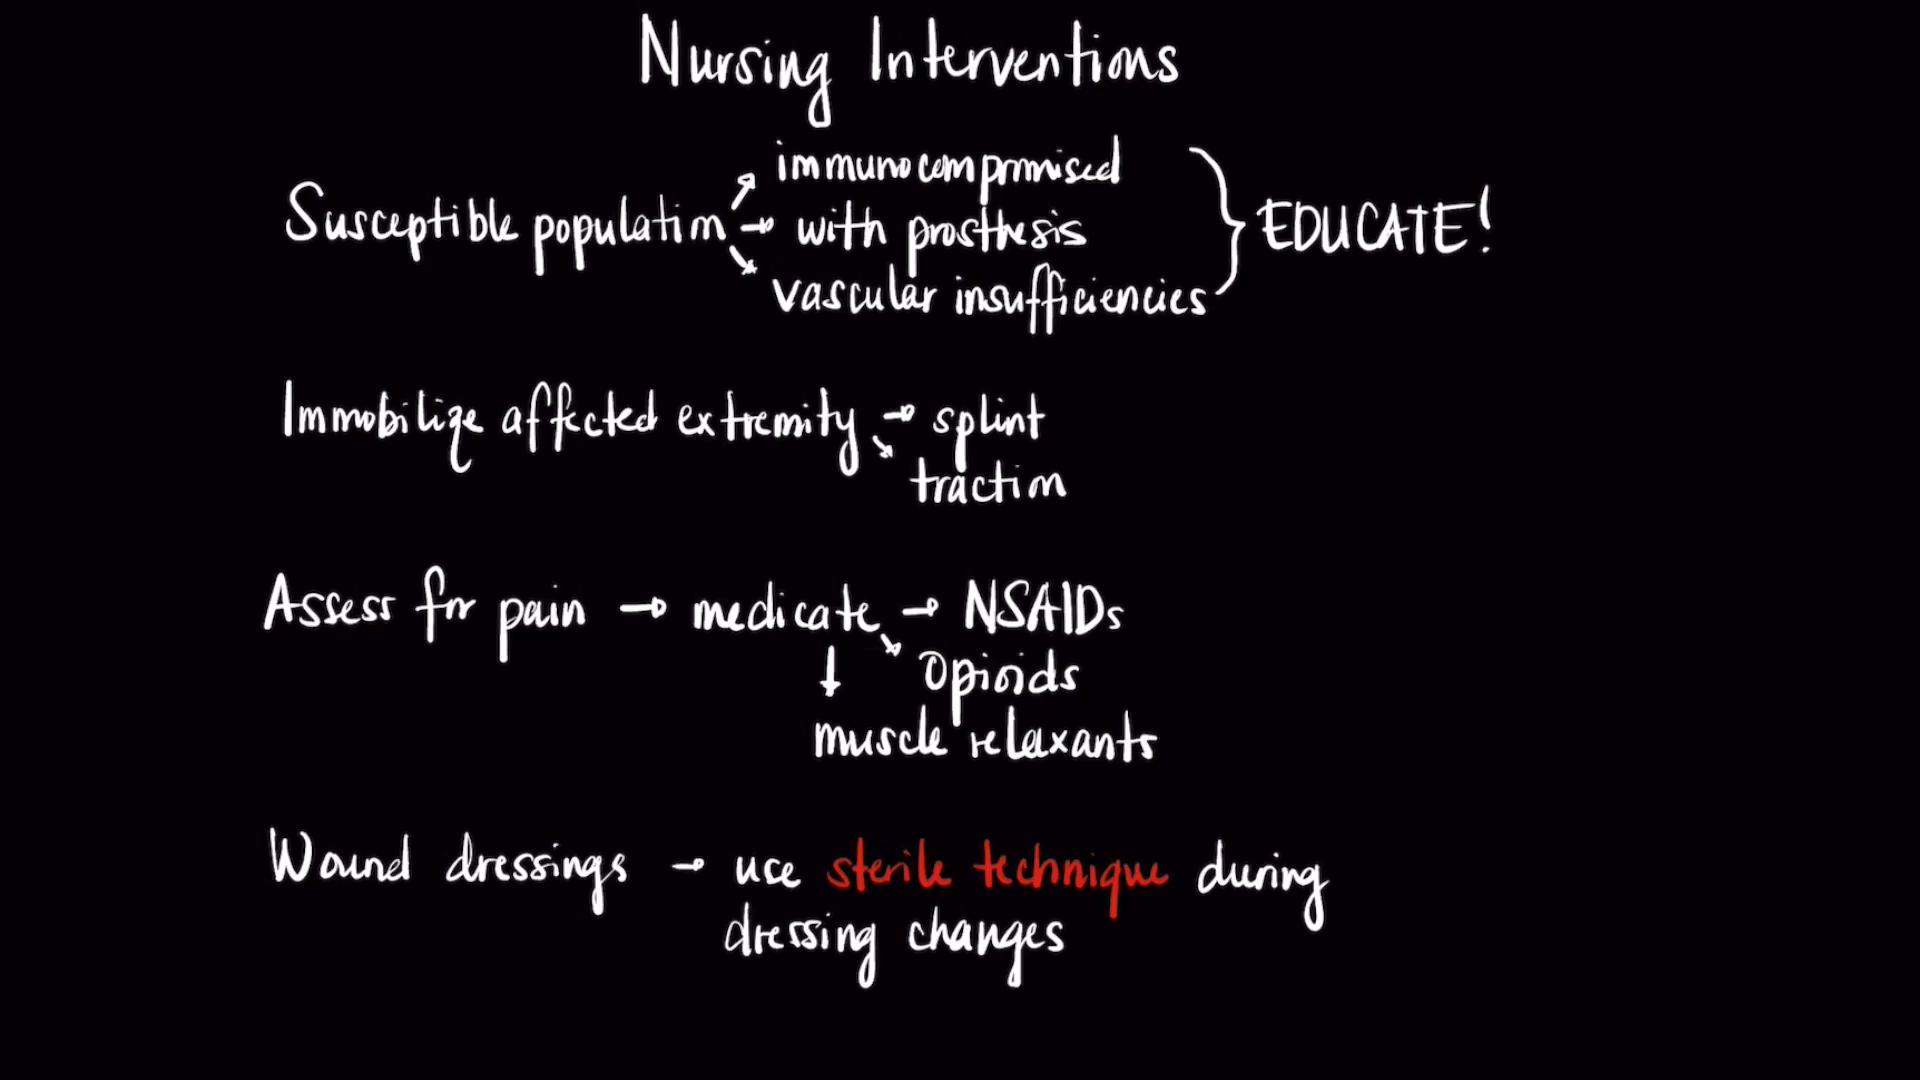 Nursing Interventions
immunocompromised
Susceptible population → with prosthesis } EDUCATE!
vascular insufficiencies
Immobilize affected extremity → splint
traction
Assess for pain → medicate → NSAIDs
Opioids
muscle relaxants
Wound dressings → use sterile technique during
dressing changes